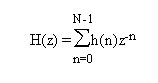 N-1
H(z) = ∑h(n)z⁻ⁿ
n=0